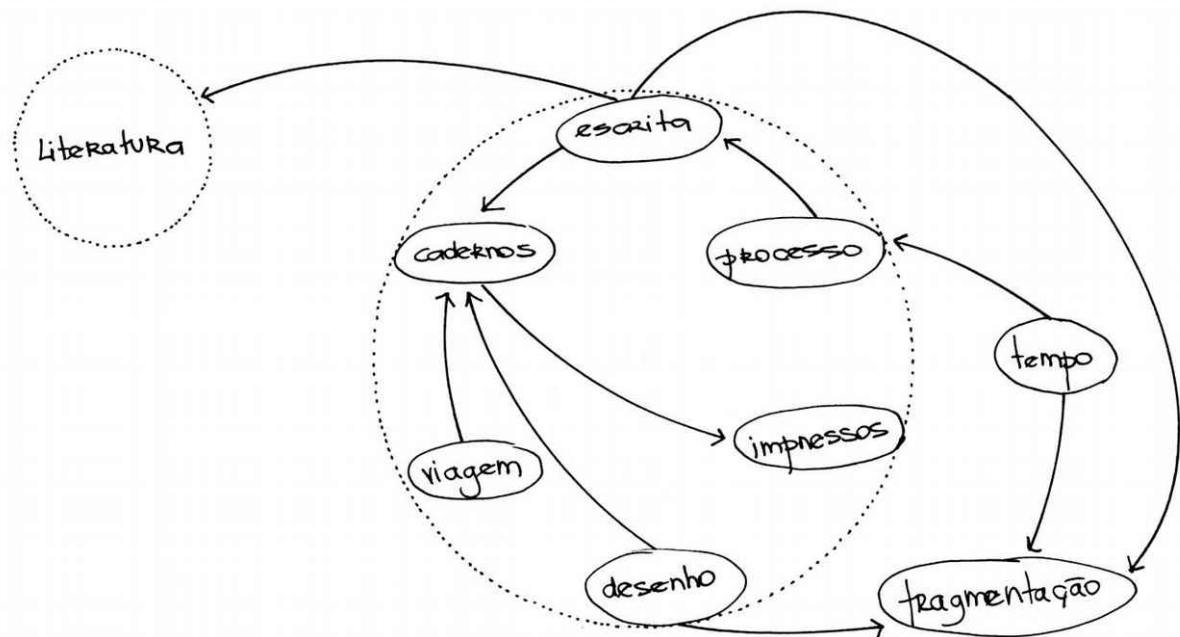 escrita
Literatura
cadernos
processo
tempo
impressos
viagem
desenho
fragmentação